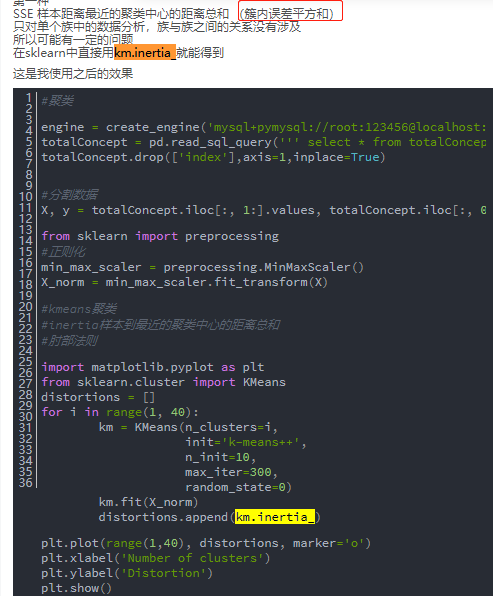 第一种
SSE 样本距离最近的聚类中心的距离总和 （簇内误差平方和）
只对单个族中的数据分析，族与族之间的关系没有涉及
所以可能有一定的问题
在sklearn中直接用km.inertia_就能得到
这是我使用之后的效果
1 #聚类
2
3 engine = create_engine('mysql+pymysql://root:123456@localhost:
4 totalConcept = pd.read_sql_query(''' select * from totalConcep
5 totalConcept.drop(['index'],axis=1,inplace=True)
6
7
8 #分割数据
9 X, y = totalConcept.iloc[:, 1:].values, totalConcept.iloc[:, 0
10
11 from sklearn import preprocessing
12 #正则化
13 min_max_scaler = preprocessing.MinMaxScaler()
14 X_norm = min_max_scaler.fit_transform(X)
15
16 #kmeans聚类
17 #inertia样本到最近的聚类中心的距离总和
18 #肘部法则
19
20 import matplotlib.pyplot as plt
21 from sklearn.cluster import KMeans
22 distortions = []
23 for i in range(1, 40):
24 km = KMeans(n_clusters=i,
25 init='k-means++',
26 n_init=10,
27 max_iter=300,
28 random_state=0)
29 km.fit(X_norm)
30 distortions.append(km.inertia_)
31
32 plt.plot(range(1,40), distortions, marker='o')
33 plt.xlabel('Number of clusters')
34 plt.ylabel('Distortion')
35 plt.show()
36